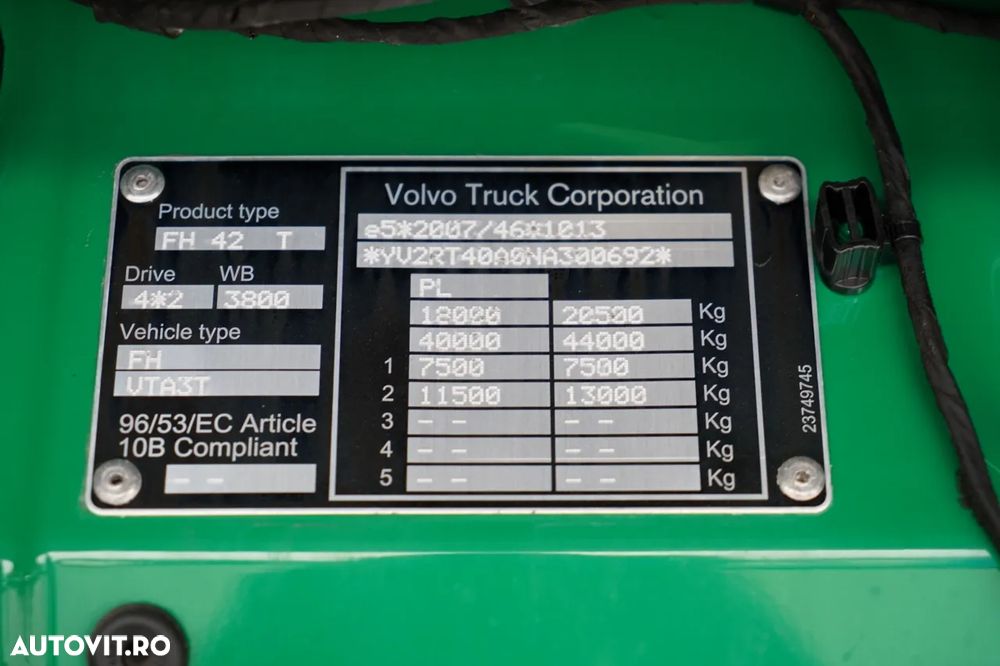 Product type
FH 42 T
Drive WB
4*2 3800
Vehicle type
FH
VTA3T
96/53/EC Article
10B Compliant
- -
Volvo Truck Corporation
e5*2007/46*1013
*YV2RT40A0NA300692*
PL
18000 20500 Kg
40000 44000 Kg
1 7500 7500 Kg
2 11500 13000 Kg
3 - - - - Kg
4 - - - - Kg
5 - - - - Kg
23749745
AUTOVIT.RO